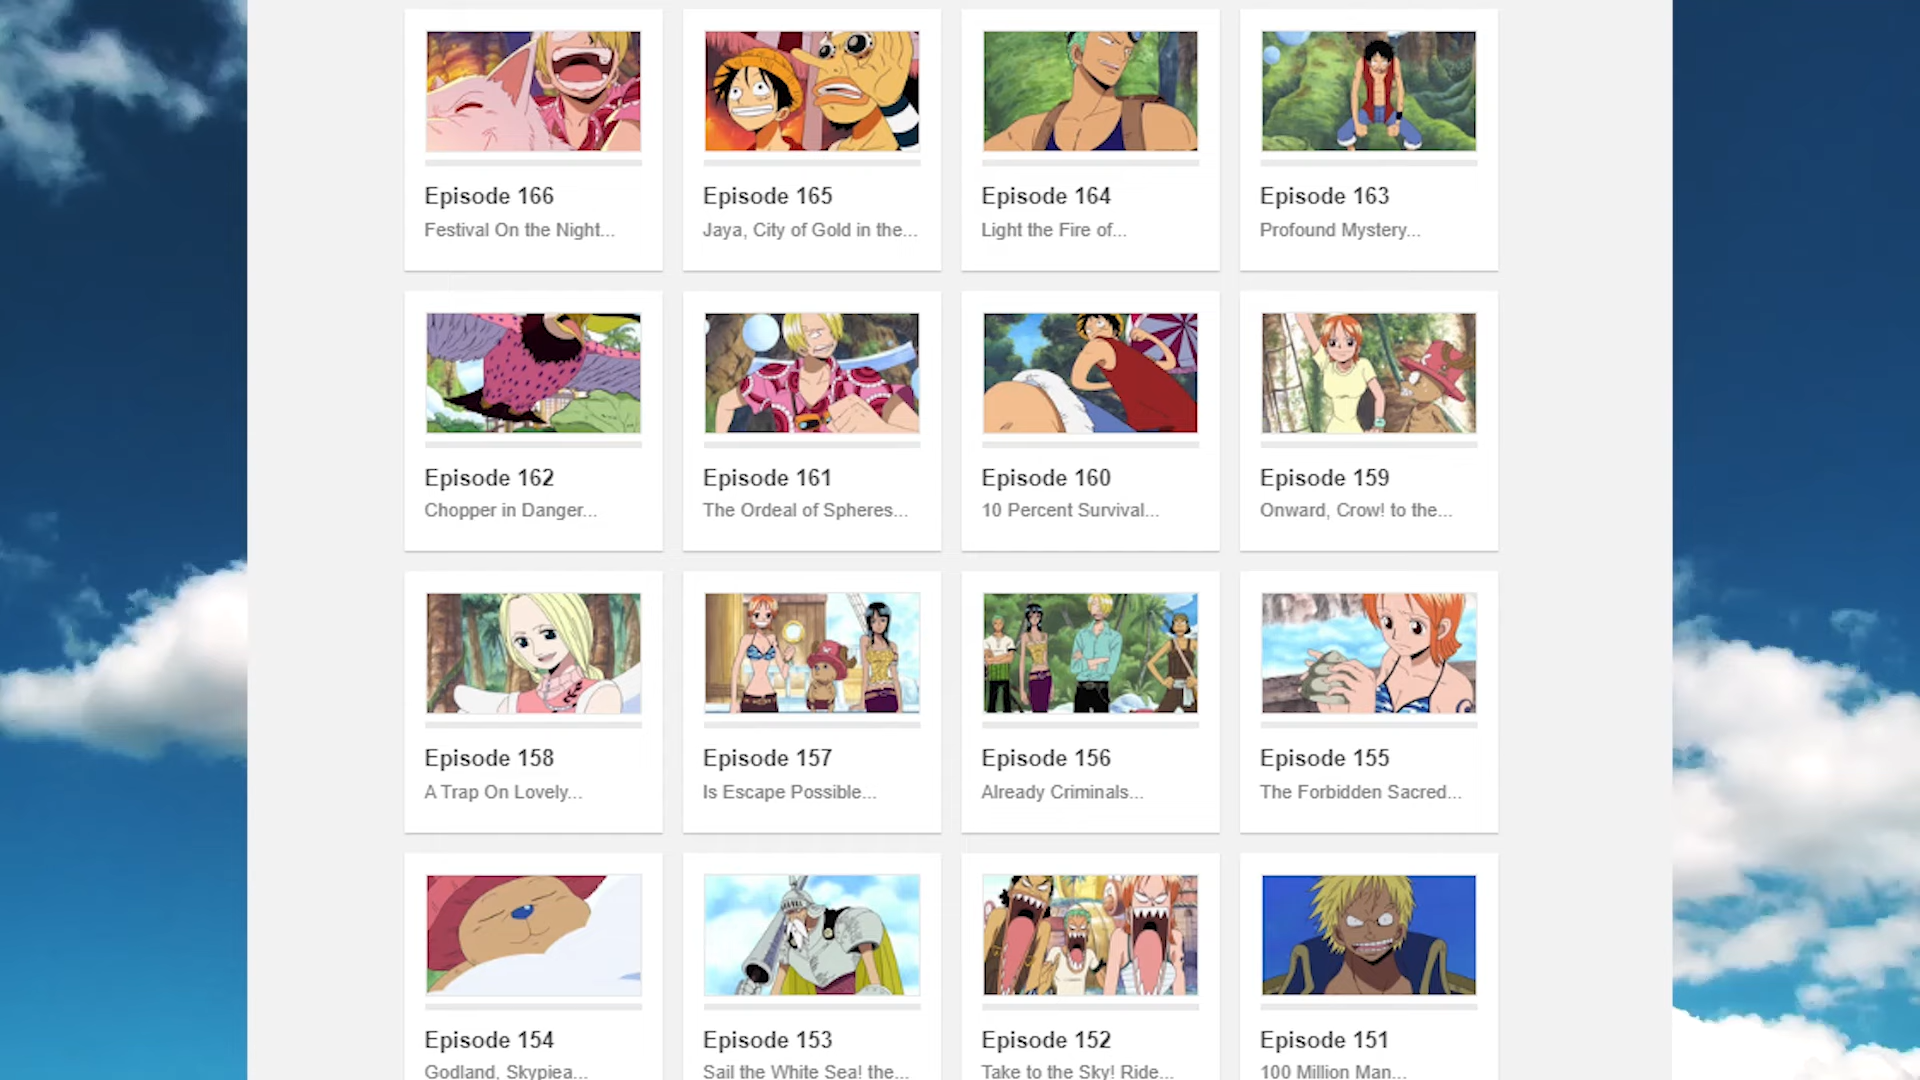 Episode 166
Festival On the Night...
Episode 165
Jaya, City of Gold in the...
Episode 164
Light the Fire of...
Episode 163
Profound Mystery...
Episode 162
Chopper in Danger...
Episode 161
The Ordeal of Spheres...
Episode 160
10 Percent Survival...
Episode 159
Onward, Crow! to the...
Episode 158
A Trap On Lovely...
Episode 157
Is Escape Possible...
Episode 156
Already Criminals...
Episode 155
The Forbidden Sacred...
Episode 154
Godland, Skypiea...
Episode 153
Sail the White Sea! the...
Episode 152
Take to the Sky! Ride...
Episode 151
100 Million Man...